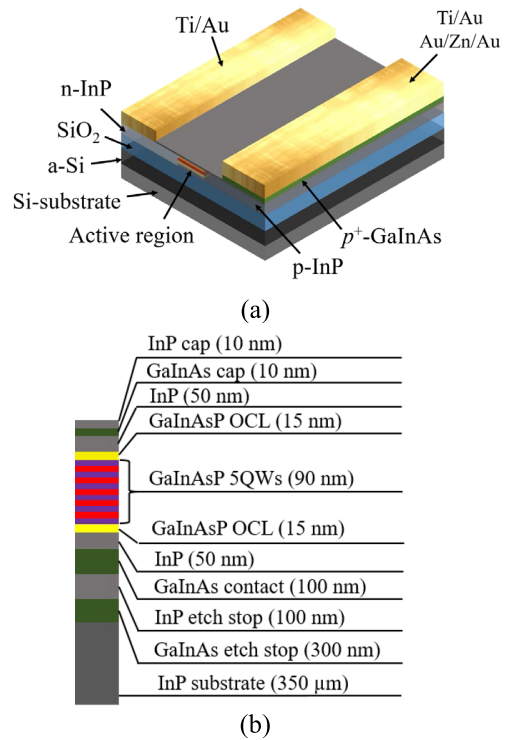 Ti/Au
Ti/Au
Au/Zn/Au
n-InP
SiO₂
a-Si
Si-substrate
Active region
p⁺-GaInAs
p-InP
(a)
InP cap (10 nm)
GaInAs cap (10 nm)
InP (50 nm)
GaInAsP OCL (15 nm)
GaInAsP 5QWs (90 nm)
GaInAsP OCL (15 nm)
InP (50 nm)
GaInAs contact (100 nm)
InP etch stop (100 nm)
GaInAs etch stop (300 nm)
InP substrate (350 µm)
(b)